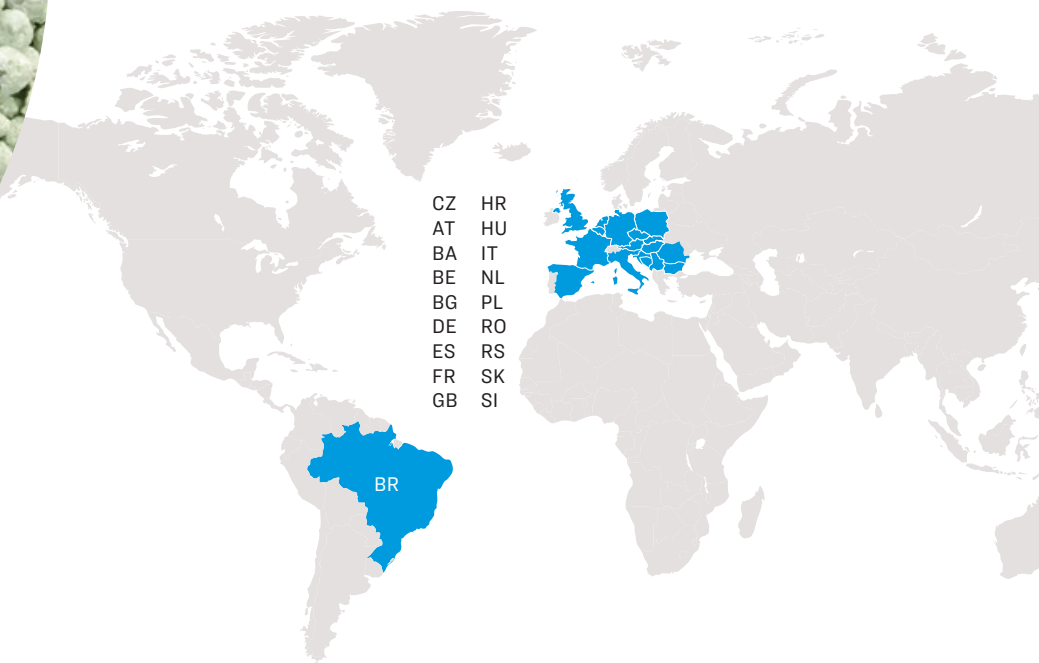 CZ HR
AT HU
BA IT
BE NL
BG PL
DE RO
ES RS
FR SK
GB SI
BR